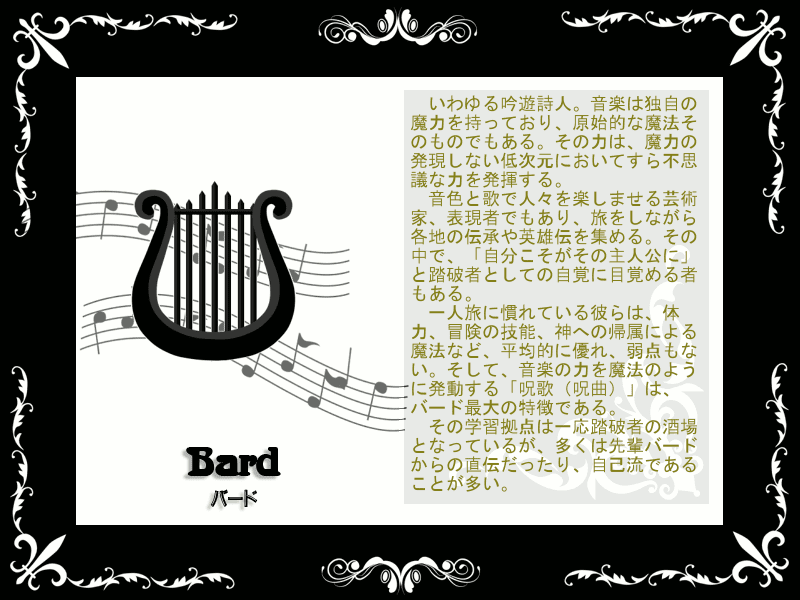 いわゆる吟遊詩人。音楽は独自の
魔力を持っており、原始的な魔法そ
のものでもある。その力は、魔力の
発現しない低次元においてすら不思
議な力を発揮する。
音色と歌で人々を楽しませる芸術
家、表現者でもあり、旅をしながら
各地の伝承や英雄伝を集める。その
中で、「自分こそがその主人公に」
と踏破者としての自覚に目覚める者
もある。
一人旅に慣れている彼らは、体
力、冒険の技能、神への帰属による
魔法など、平均的に優れ、弱点もな
い。そして、音楽の力を魔法のよう
に発動する「呪歌（呪曲）」は、
バード最大の特徴である。
その学習拠点は一応踏破者の酒場
となっているが、多くは先輩バード
からの直伝だったり、自己流である
ことが多い。
Bard
バード